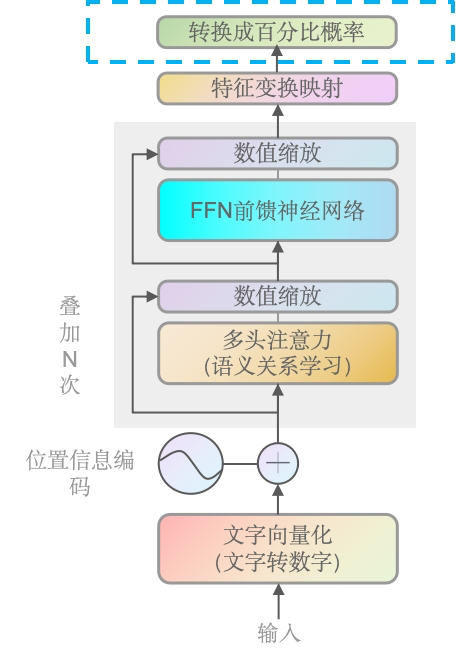 转换成百分比概率
特征变换映射
数值缩放
FFN前馈神经网络
数值缩放
多头注意力
(语义关系学习)
叠
加
N
次
位置信息编
码
文字向量化
(文字转数字)
输入